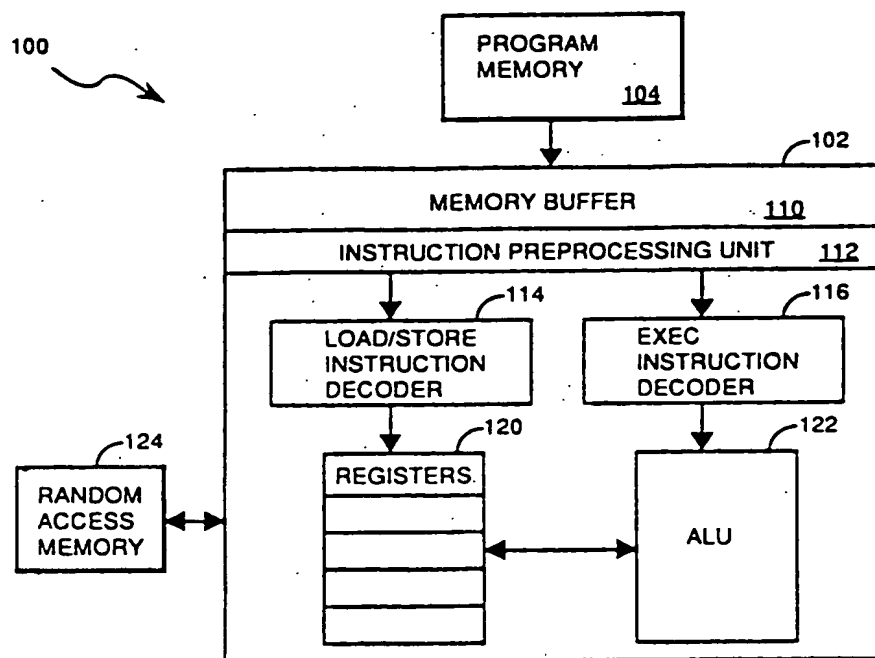 100
PROGRAM
MEMORY
104
102
MEMORY BUFFER
110
INSTRUCTION PREPROCESSING UNIT
112
114
116
LOAD/STORE
INSTRUCTION
DECODER
EXEC
INSTRUCTION
DECODER
124
120
122
RANDOM
ACCESS
MEMORY
REGISTERS
ALU